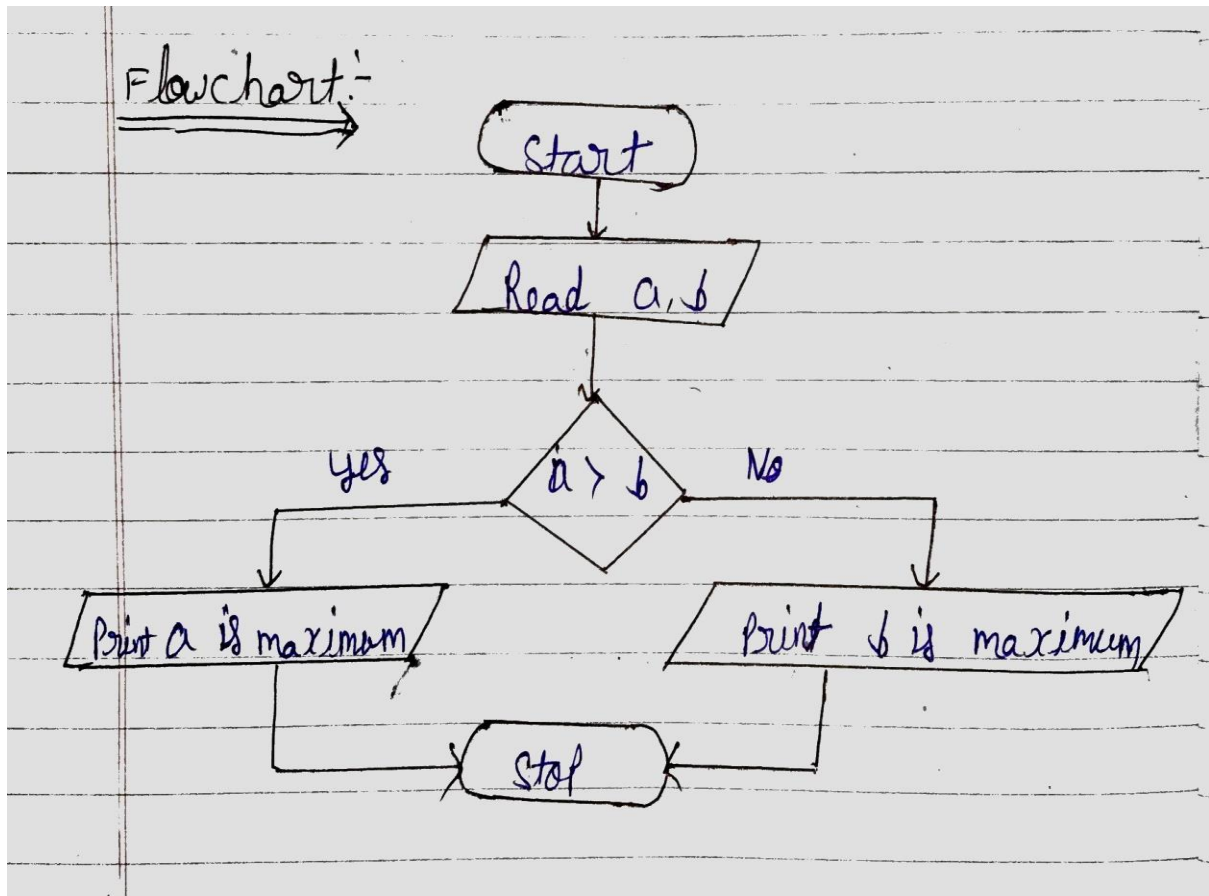 Flowchart:-
Start
Read a, b
a > b
Yes
No
Print a is maximum
Print b is maximum
Stop